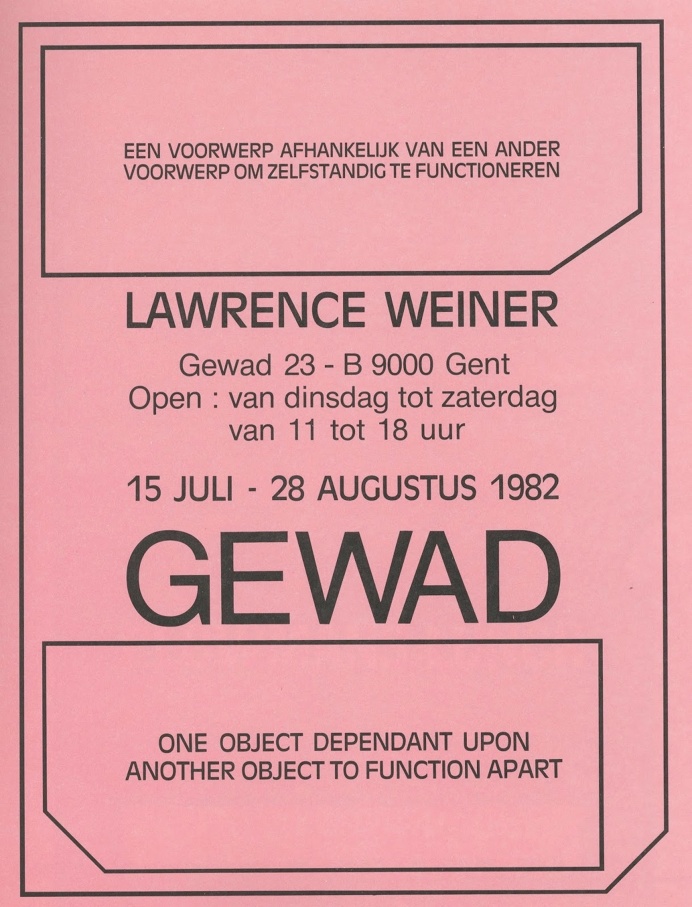 EEN VOORWERP AFHANKELIJK VAN EEN ANDER
VOORWERP OM ZELFSTANDIG TE FUNCTIONEREN
LAWRENCE WEINER
Gewad 23 - B 9000 Gent
Open : van dinsdag tot zaterdag
van 11 tot 18 uur
15 JULI - 28 AUGUSTUS 1982
GEWAD
ONE OBJECT DEPENDANT UPON
ANOTHER OBJECT TO FUNCTION APART